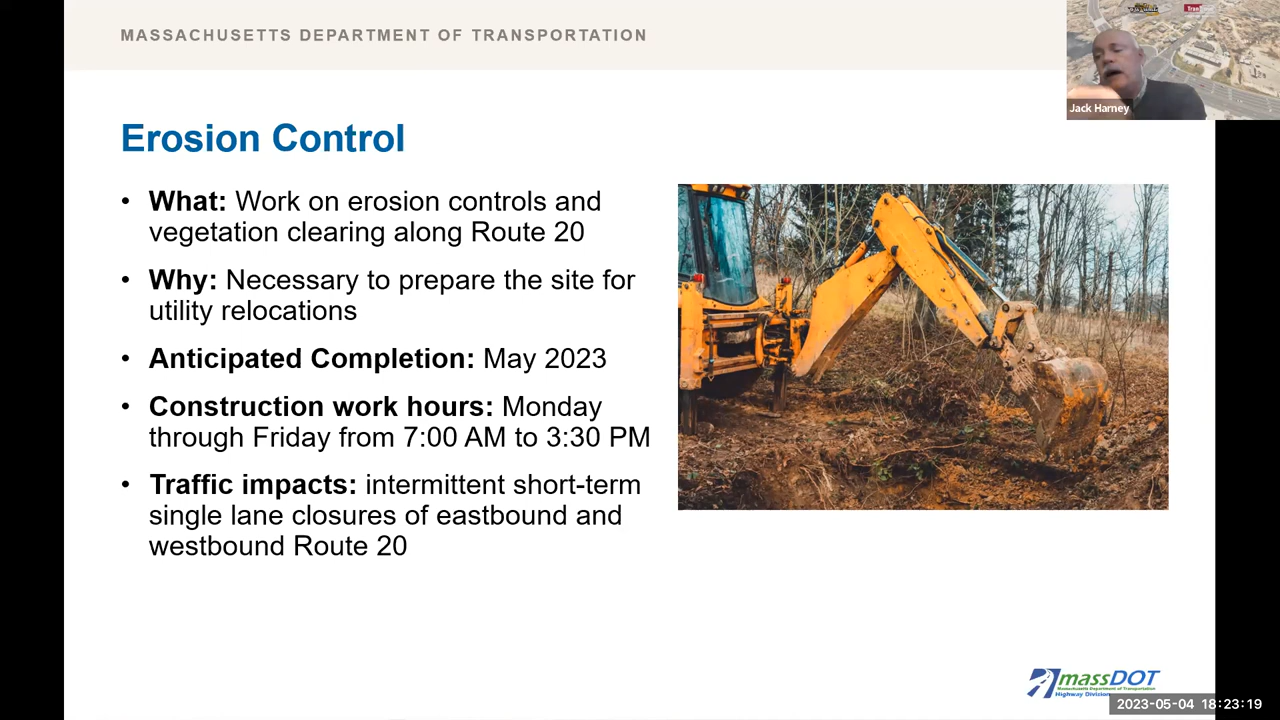 MASSACHUSETTS DEPARTMENT OF TRANSPORTATION
Jack Harney
Erosion Control
• What: Work on erosion controls and
vegetation clearing along Route 20
• Why: Necessary to prepare the site for
utility relocations
• Anticipated Completion: May 2023
• Construction work hours: Monday
through Friday from 7:00 AM to 3:30 PM
• Traffic impacts: intermittent short-term
single lane closures of eastbound and
westbound Route 20
massDOT
Massachusetts Department of Transportation
Highway Division
2023-05-04 18:23:19